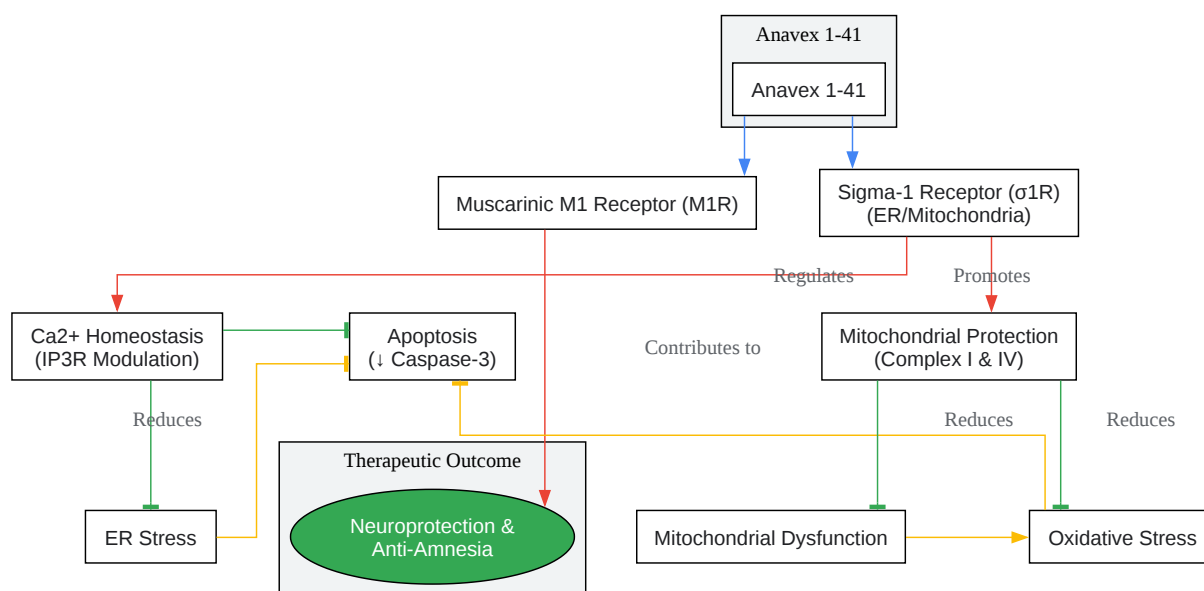 Anavex 1-41
Anavex 1-41
Muscarinic M1 Receptor (M1R)
Sigma-1 Receptor (σ1R)
(ER/Mitochondria)
Regulates
Promotes
Ca2+ Homeostasis
(IP3R Modulation)
Apoptosis
(↓ Caspase-3)
Contributes to
Mitochondrial Protection
(Complex I & IV)
Reduces
Reduces
Reduces
Therapeutic Outcome
ER Stress
Neuroprotection &
Anti-Amnesia
Mitochondrial Dysfunction
Oxidative Stress